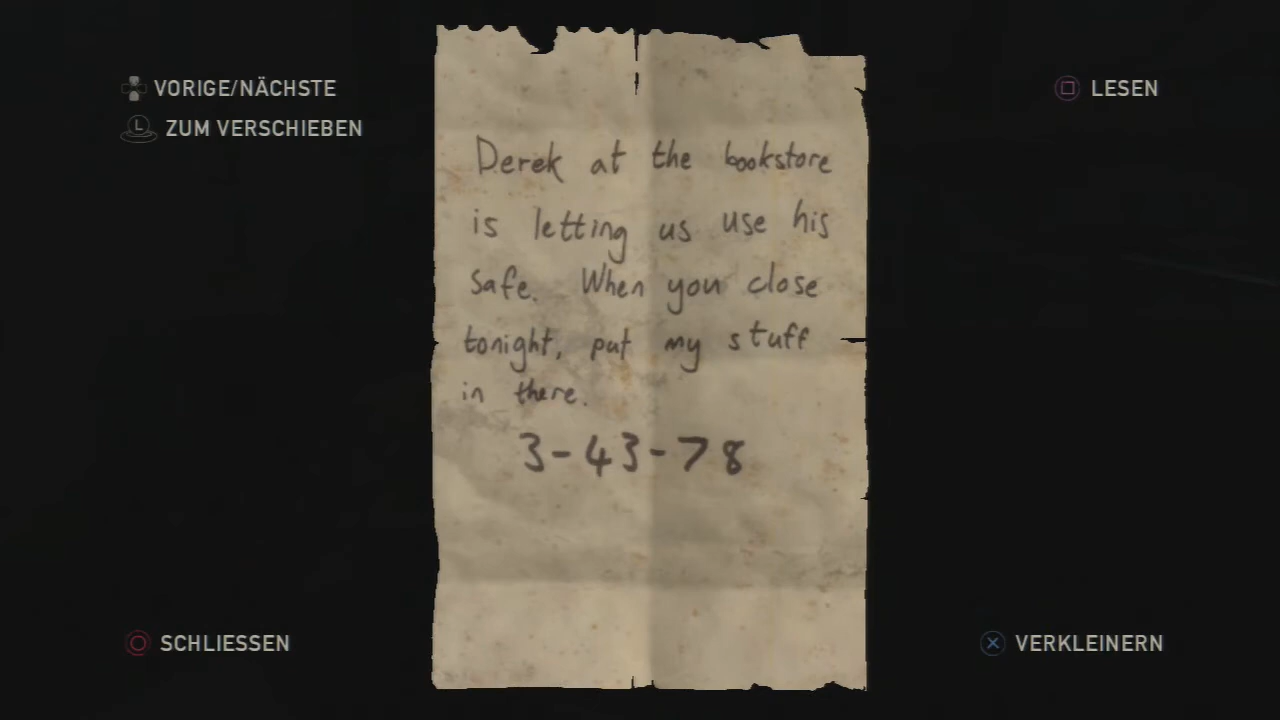 VORIGE/NÄCHSTE
L ZUM VERSCHIEBEN
LESEN
Derek at the bookstore
is letting us use his
safe. When you close
tonight, put my stuff
in there.
3-43-78
SCHLIESSEN
VERKLEINERN